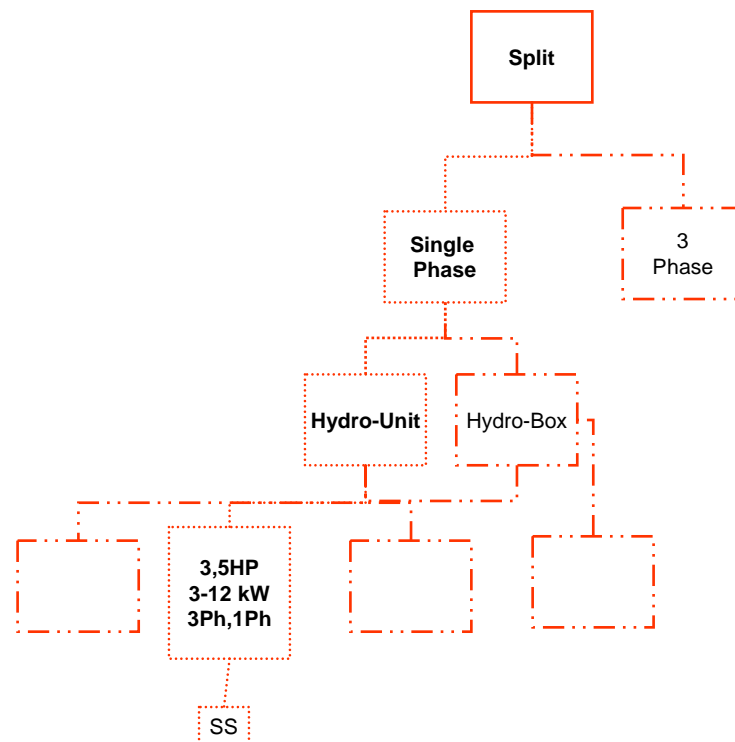 Split
Single
Phase
3
Phase
Hydro-Unit
Hydro-Box
3,5HP
3-12 kW
3Ph,1Ph
SS